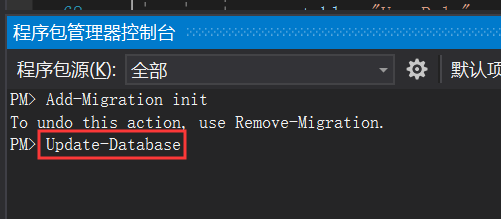 程序包管理器控制台
程序包源(K): 全部 默认项
PM> Add-Migration init
To undo this action, use Remove-Migration.
PM> Update-Database